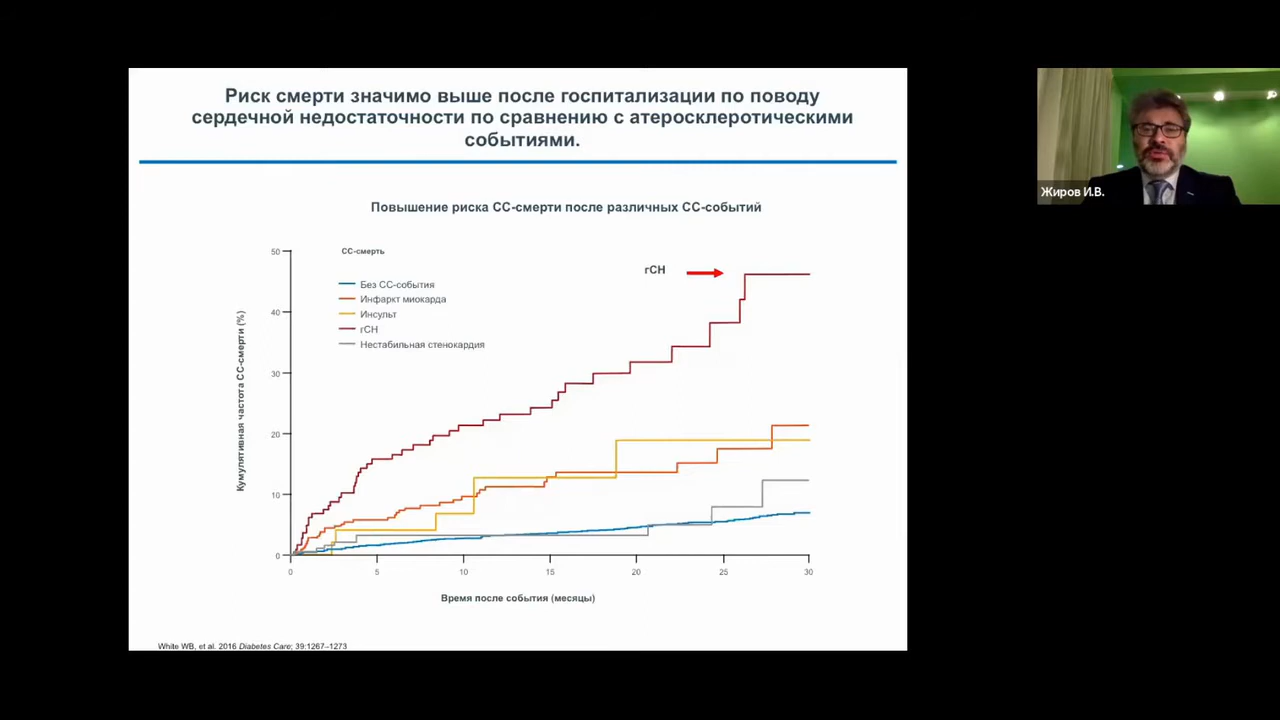 Риск смерти значимо выше после госпитализации по поводу
сердечной недостаточности по сравнению с атеросклеротическими
событиями.
Жиров И.В.
Повышение риска СС-смерти после различных СС-событий
СС-смерть
Без СС-события
Инфаркт миокарда
Инсульт
гСН
Нестабильная стенокардия
гСН
Кумулятивная частота СС-смерти (%)
50
40
30
20
10
0
0 5 10 15 20 25 30
Время после события (месяцы)
White WB, et al. 2016 Diabetes Care; 39:1267–1273